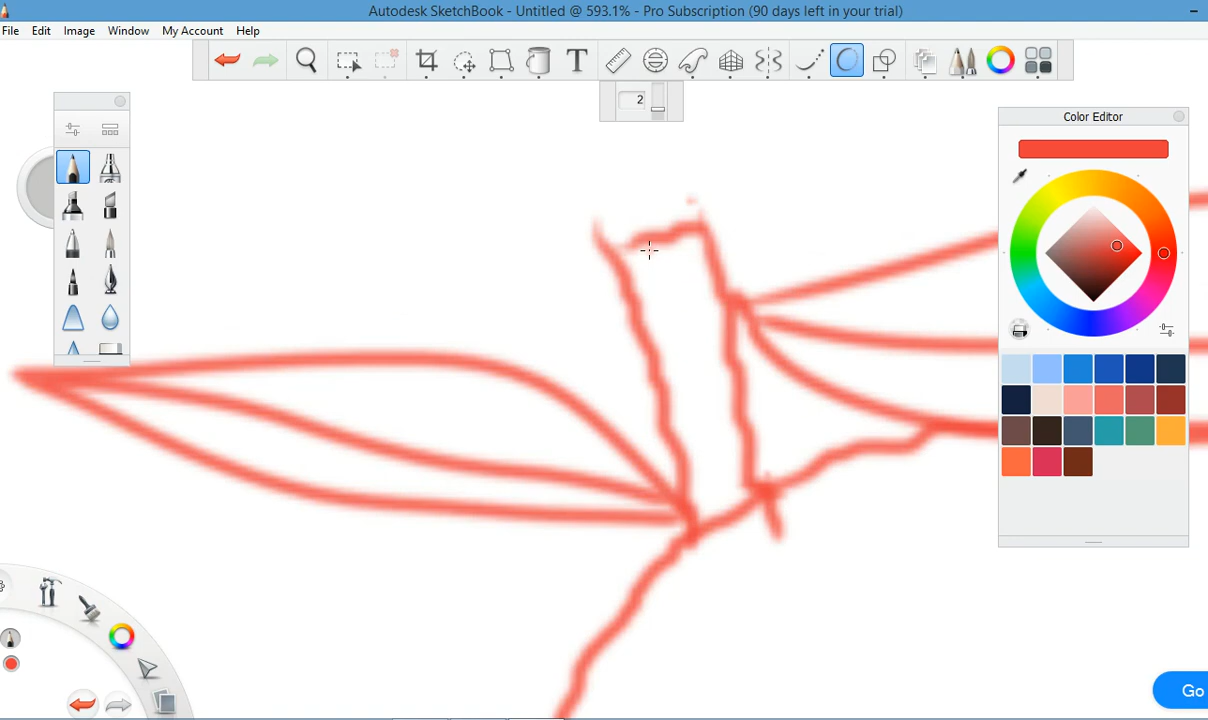 Autodesk SketchBook - Untitled @ 593.1% - Pro Subscription (90 days left in your trial)
File Edit Image Window My Account Help
T
2
Color Editor
Go